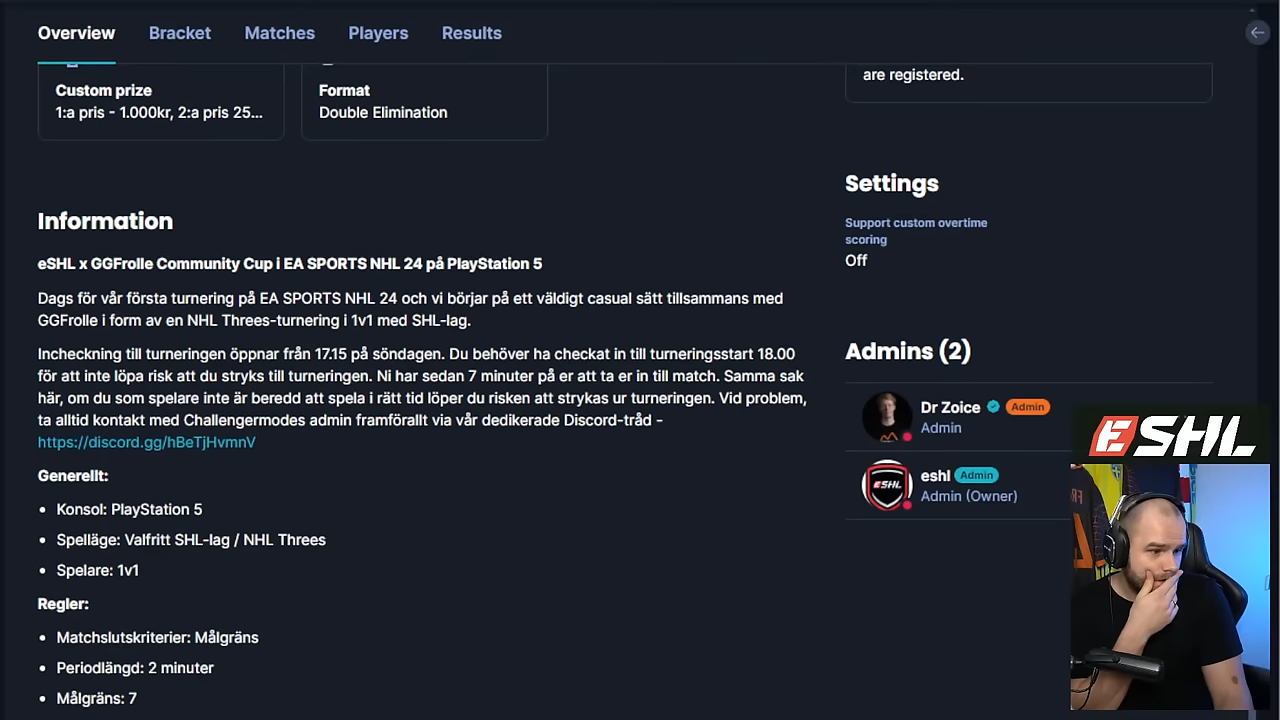 Overview Bracket Matches Players Results
Custom prize
1:a pris - 1.000kr, 2:a pris 25...
Format
Double Elimination
are registered.
Information
eSHL x GGFrolle Community Cup i EA SPORTS NHL 24 på PlayStation 5
Dags för vår första turnering på EA SPORTS NHL 24 och vi börjar på ett väldigt casual sätt tillsammans med
GGFrolle i form av en NHL Threes-turnering i 1v1 med SHL-lag.
Incheckning till turneringen öppnar från 17.15 på söndagen. Du behöver ha checkat in till turneringsstart 18.00
för att inte löpa risk att du stryks till turneringen. Ni har sedan 7 minuter på er att ta er in till match. Samma sak
här, om du som spelare inte är beredd att spela i rätt tid löper du risken att strykas ur turneringen. Vid problem,
ta alltid kontakt med Challengermodes admin framförallt via vår dedikerade Discord-tråd -
https://discord.gg/hBeTjHvmnV
Generellt:
• Konsol: PlayStation 5
• Spelläge: Valfritt SHL-lag / NHL Threes
• Spelare: 1v1
Regler:
• Matchslutskriterier: Målgräns
• Periodlängd: 2 minuter
• Målgräns: 7
Settings
Support custom overtime
scoring
Off
Admins (2)
Dr Zoice Admin
Admin
eshl Admin
Admin (Owner)
ESHL
ESHL